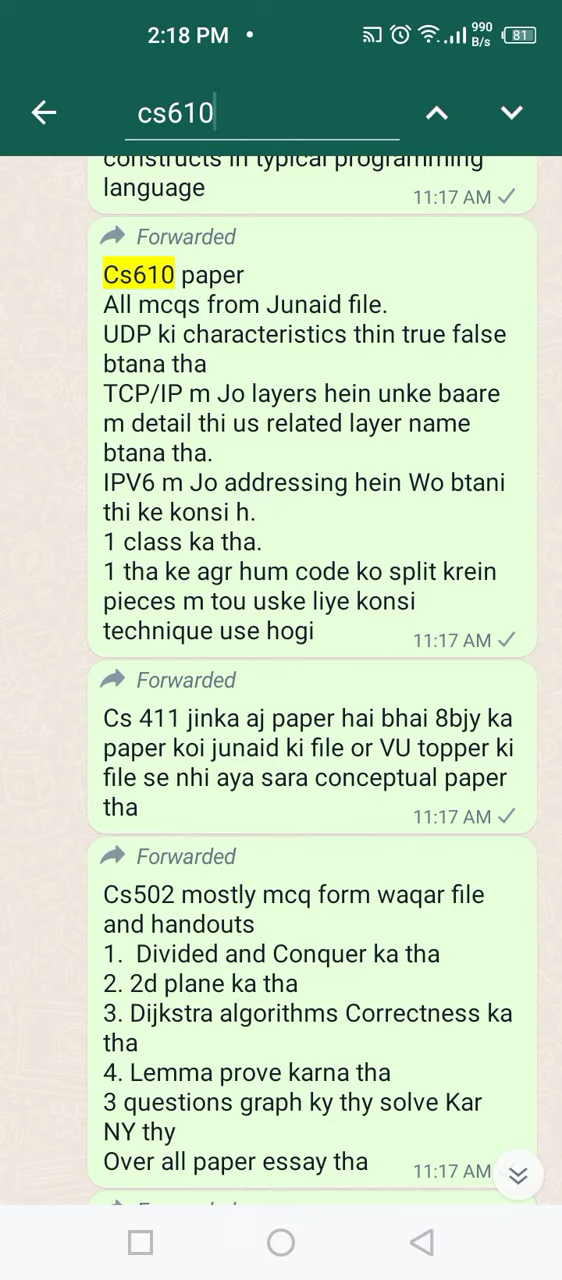 2:18 PM •
990
B/s
81
cs610
constructs in typical programming
language
11:17 AM
Forwarded
Cs610 paper
All mcqs from Junaid file.
UDP ki characteristics thin true false
btana tha
TCP/IP m Jo layers hein unke baare
m detail thi us related layer name
btana tha.
IPV6 m Jo addressing hein Wo btani
thi ke konsi h.
1 class ka tha.
1 tha ke agr hum code ko split krein
pieces m tou uske liye konsi
technique use hogi
11:17 AM
Forwarded
Cs 411 jinka aj paper hai bhai 8bjy ka
paper koi junaid ki file or VU topper ki
file se nhi aya sara conceptual paper
tha
11:17 AM
Forwarded
Cs502 mostly mcq form waqar file
and handouts
1. Divided and Conquer ka tha
2. 2d plane ka tha
3. Dijkstra algorithms Correctness ka
tha
4. Lemma prove karna tha
3 questions graph ky thy solve Kar
NY thy
Over all paper essay tha
11:17 AM